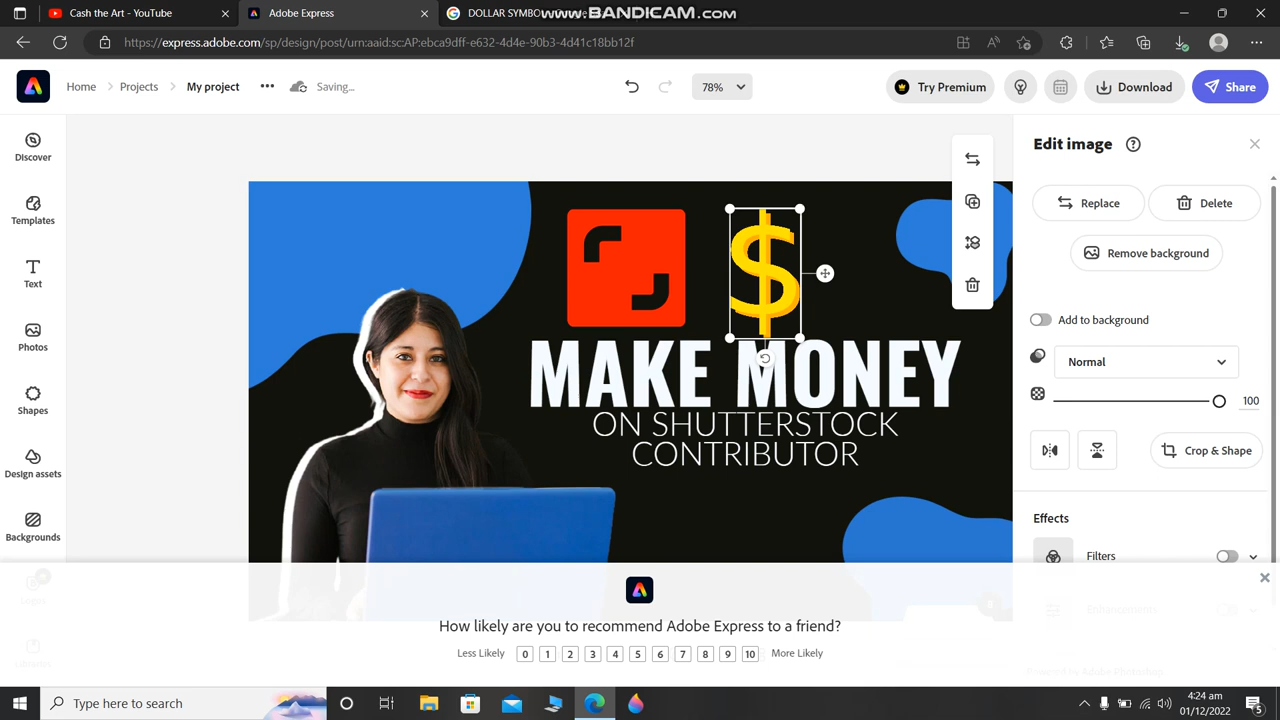 Cash the Art - YouTube
Adobe Express
DOLLAR SYMBO
www.BANDICAM.com
https://express.adobe.com/sp/design/post/urn:aaid:sc:AP:ebca9dff-e632-4d4e-90b3-4d41c18bb12f
Home
Projects
My project
Saving...
78%
Try Premium
Download
Share
Discover
Templates
Text
Photos
Shapes
Design assets
Backgrounds
$
MAKE MONEY
ON SHUTTERSTOCK
CONTRIBUTOR
Edit image
Replace
Delete
Remove background
Add to background
Normal
100
Crop & Shape
Effects
Filters
Enhancements
How likely are you to recommend Adobe Express to a friend?
Less Likely 0 1 2 3 4 5 6 7 8 9 10 More Likely
Type here to search
4:24 am
01/12/2022
5